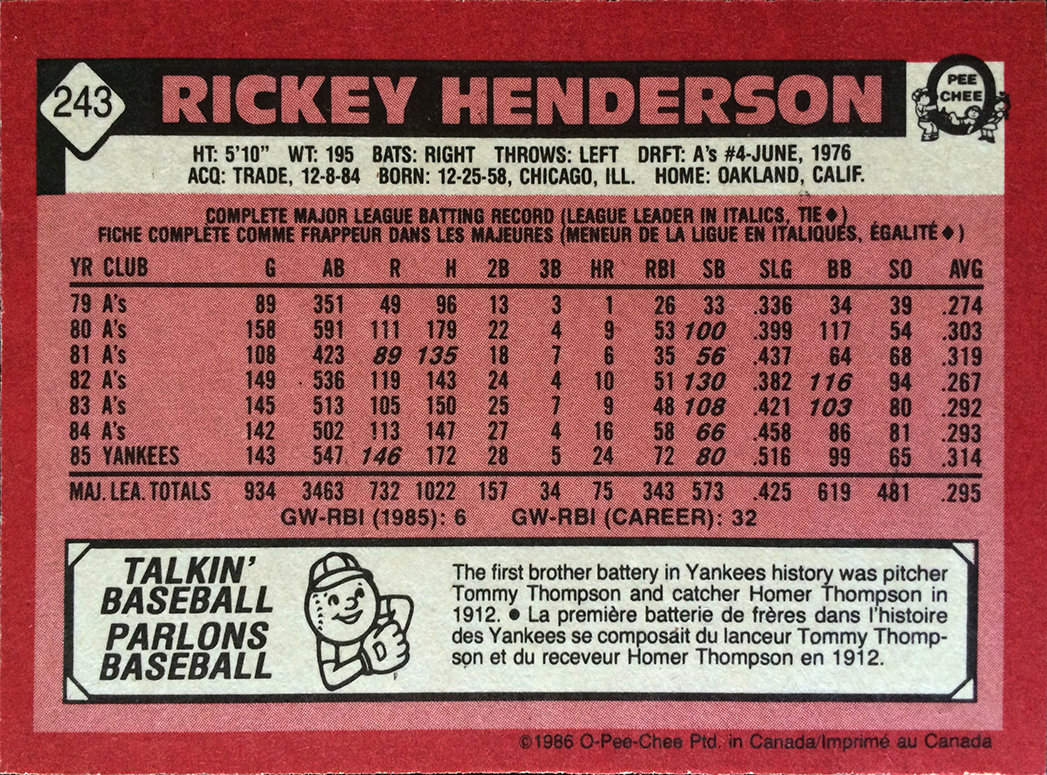 243
RICKEY HENDERSON
PEE
CHEE
HT: 5'10" WT: 195 BATS: RIGHT THROWS: LEFT DRFT: A's #4-JUNE, 1976
ACQ: TRADE, 12-8-84 BORN: 12-25-58, CHICAGO, ILL. HOME: OAKLAND, CALIF.
COMPLETE MAJOR LEAGUE BATTING RECORD (LEAGUE LEADER IN ITALICS, TIE ♦)
FICHE COMPLÈTE COMME FRAPPEUR DANS LES MAJEURES (MENEUR DE LA LIGUE EN ITALIQUES, ÉGALITÉ ♦)
YR CLUB G AB R H 2B 3B HR RBI SB SLG BB SO AVG
79 A's 89 351 49 96 13 3 1 26 33 .336 34 39 .274
80 A's 158 591 111 179 22 4 9 53 100 .399 117 54 .303
81 A's 108 423 89 135 18 7 6 35 56 .437 64 68 .319
82 A's 149 536 119 143 24 4 10 51 130 .382 116 94 .267
83 A's 145 513 105 150 25 7 9 48 108 .421 103 80 .292
84 A's 142 502 113 147 27 4 16 58 66 .458 86 81 .293
85 YANKEES 143 547 146 172 28 5 24 72 80 .516 99 65 .314
MAJ. LEA. TOTALS 934 3463 732 1022 157 34 75 343 573 .425 619 481 .295
GW-RBI (1985): 6 GW-RBI (CAREER): 32
TALKIN'
BASEBALL
PARLONS
BASEBALL
The first brother battery in Yankees history was pitcher
Tommy Thompson and catcher Homer Thompson in
1912. ● La première batterie de frères dans l'histoire
des Yankees se composait du lanceur Tommy Thomp-
son et du receveur Homer Thompson en 1912.
©1986 O-Pee-Chee Ptd. in Canada/Imprimé au Canada